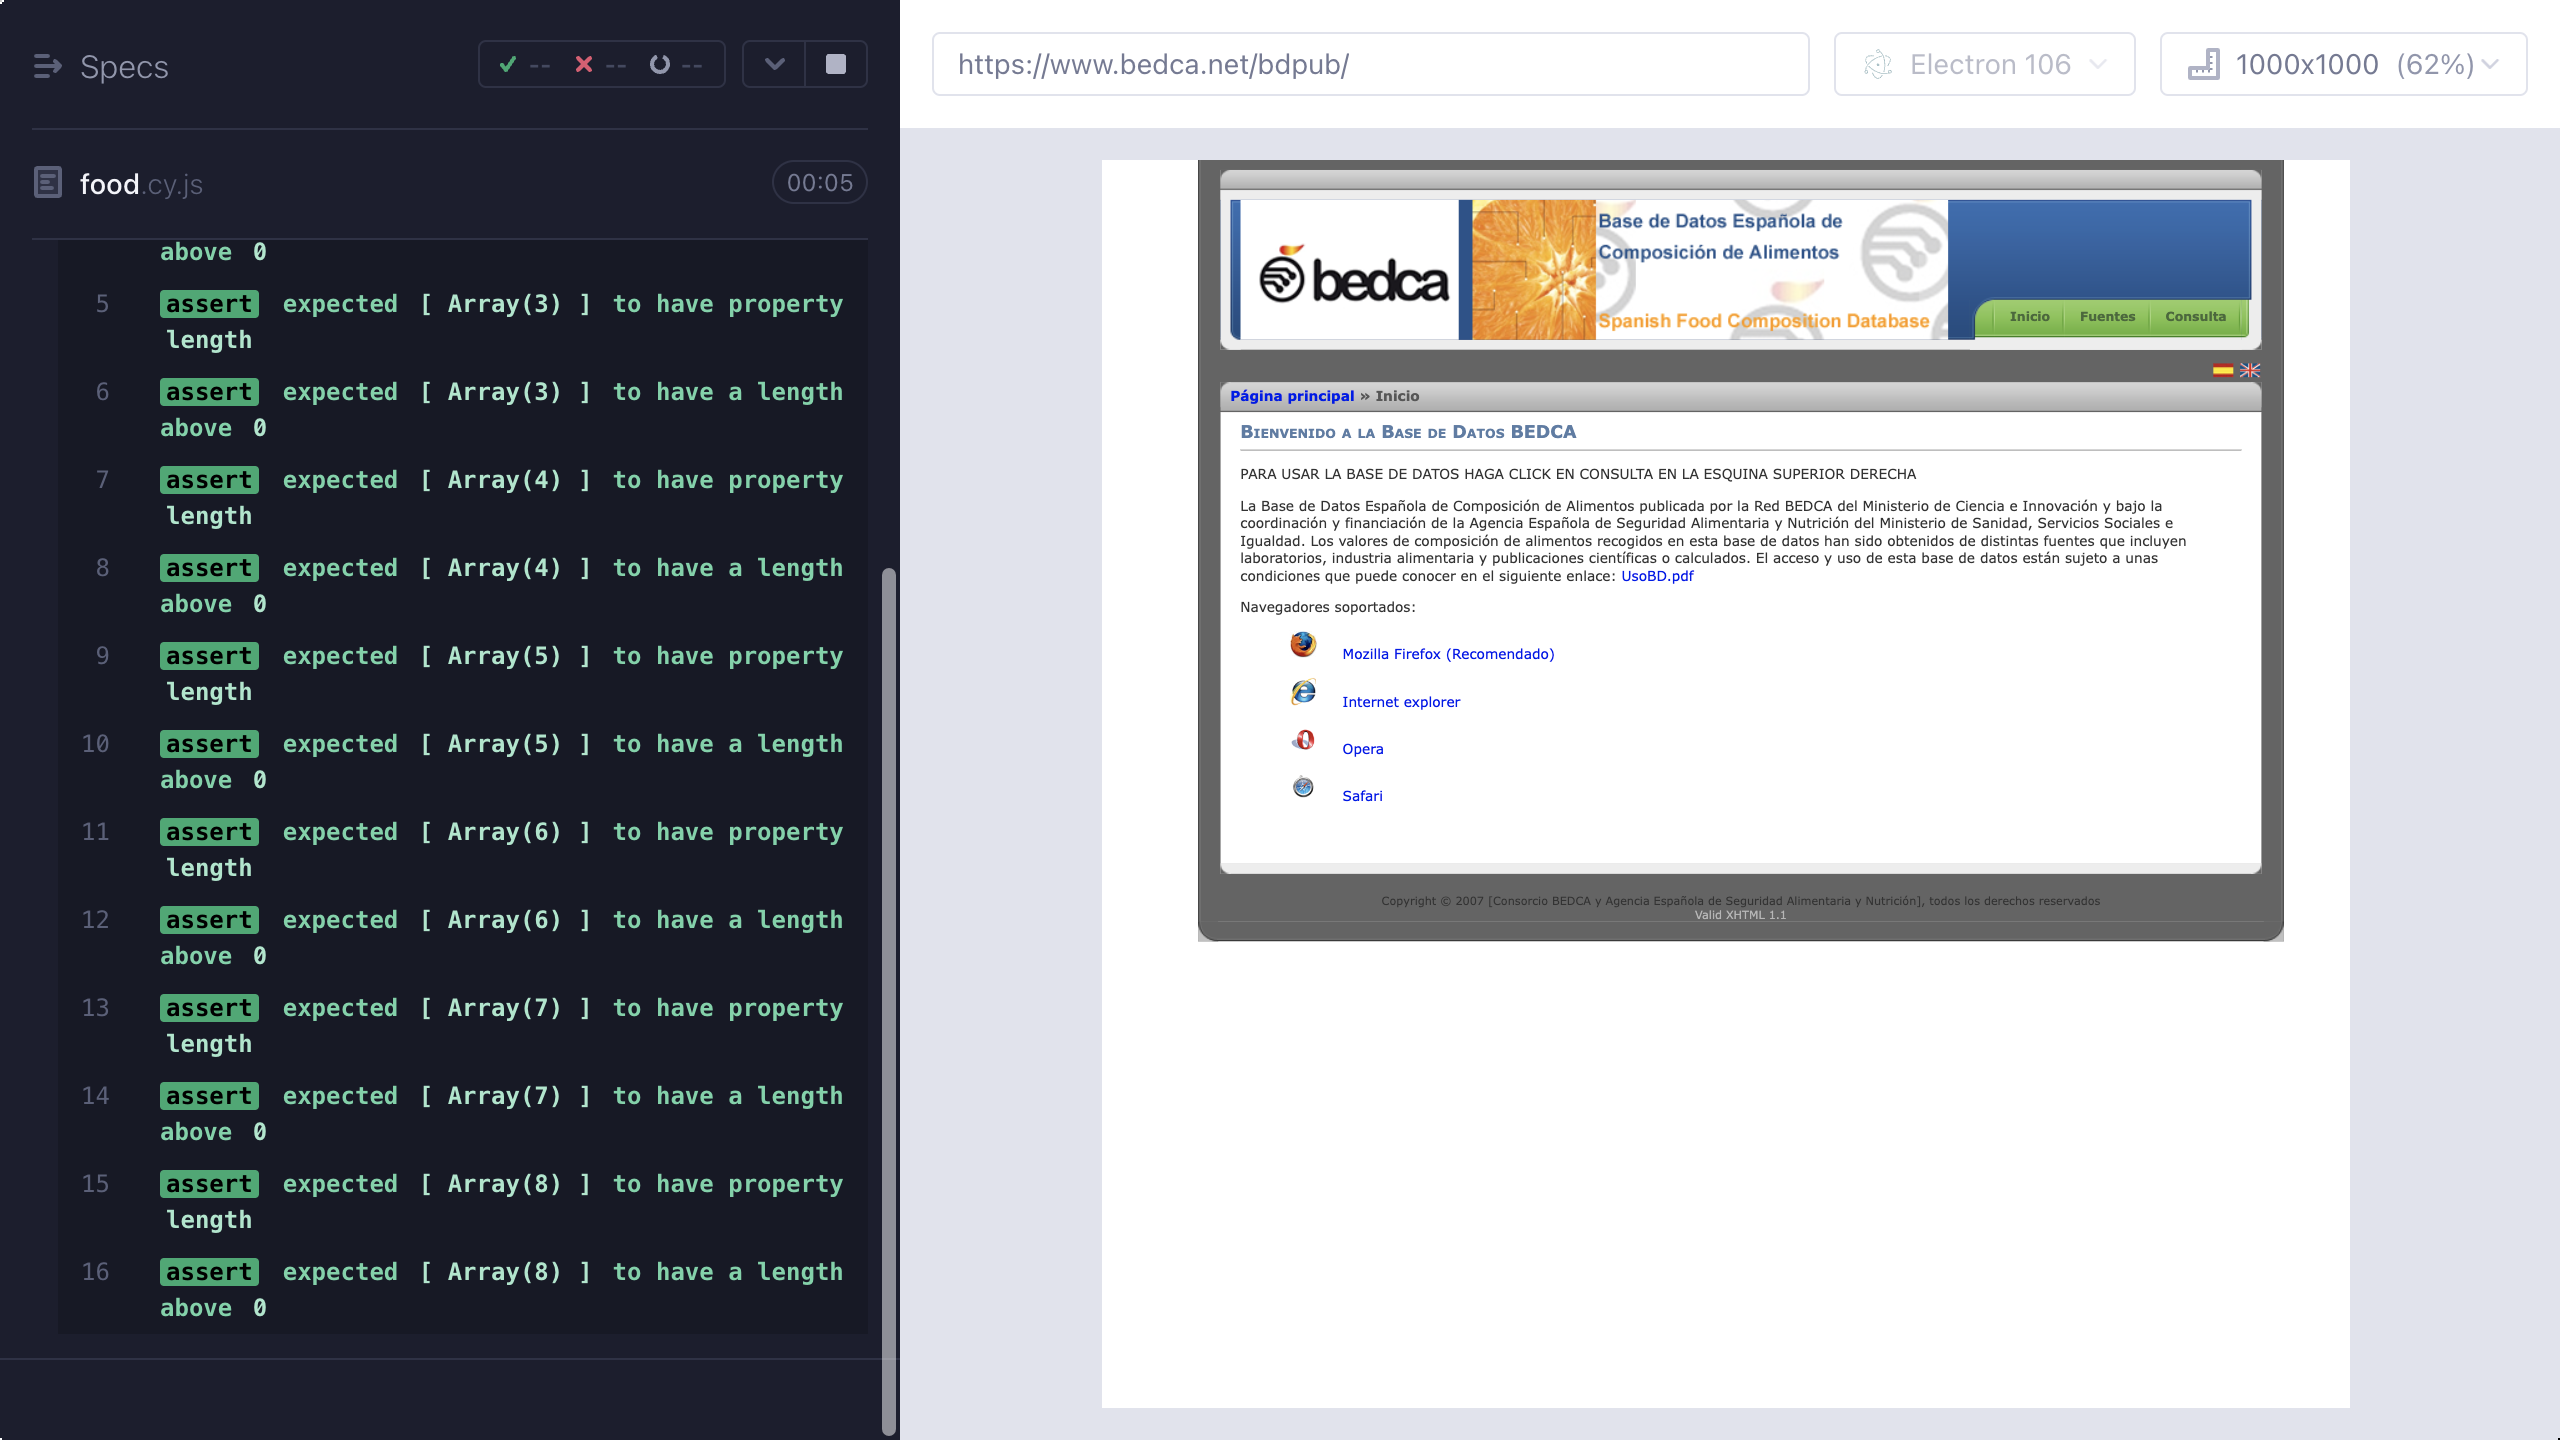 Specs
-- -- --
food.cy.js
00:05
above 0
5 assert expected [ Array(3) ] to have property
length
6 assert expected [ Array(3) ] to have a length
above 0
7 assert expected [ Array(4) ] to have property
length
8 assert expected [ Array(4) ] to have a length
above 0
9 assert expected [ Array(5) ] to have property
length
10 assert expected [ Array(5) ] to have a length
above 0
11 assert expected [ Array(6) ] to have property
length
12 assert expected [ Array(6) ] to have a length
above 0
13 assert expected [ Array(7) ] to have property
length
14 assert expected [ Array(7) ] to have a length
above 0
15 assert expected [ Array(8) ] to have property
length
16 assert expected [ Array(8) ] to have a length
above 0
https://www.bedca.net/bdpub/
Electron 106
1000x1000 (62%)
bedca
Base de Datos Española de
Composición de Alimentos
Spanish Food Composition Database
Inicio Fuentes Consulta
Página principal » Inicio
Bienvenido a la Base de Datos BEDCA
PARA USAR LA BASE DE DATOS HAGA CLICK EN CONSULTA EN LA ESQUINA SUPERIOR DERECHA
La Base de Datos Española de Composición de Alimentos publicada por la Red BEDCA del Ministerio de Ciencia e Innovación y bajo la
coordinación y financiación de la Agencia Española de Seguridad Alimentaria y Nutrición del Ministerio de Sanidad, Servicios Sociales e
Igualdad. Los valores de composición de alimentos recogidos en esta base de datos han sido obtenidos de distintas fuentes que incluyen
laboratorios, industria alimentaria y publicaciones científicas o calculados. El acceso y uso de esta base de datos están sujeto a unas
condiciones que puede conocer en el siguiente enlace: UsoBD.pdf
Navegadores soportados:
Mozilla Firefox (Recomendado)
Internet explorer
Opera
Safari
Copyright © 2007 [Consorcio BEDCA y Agencia Española de Seguridad Alimentaria y Nutrición], todos los derechos reservados
Valid XHTML 1.1